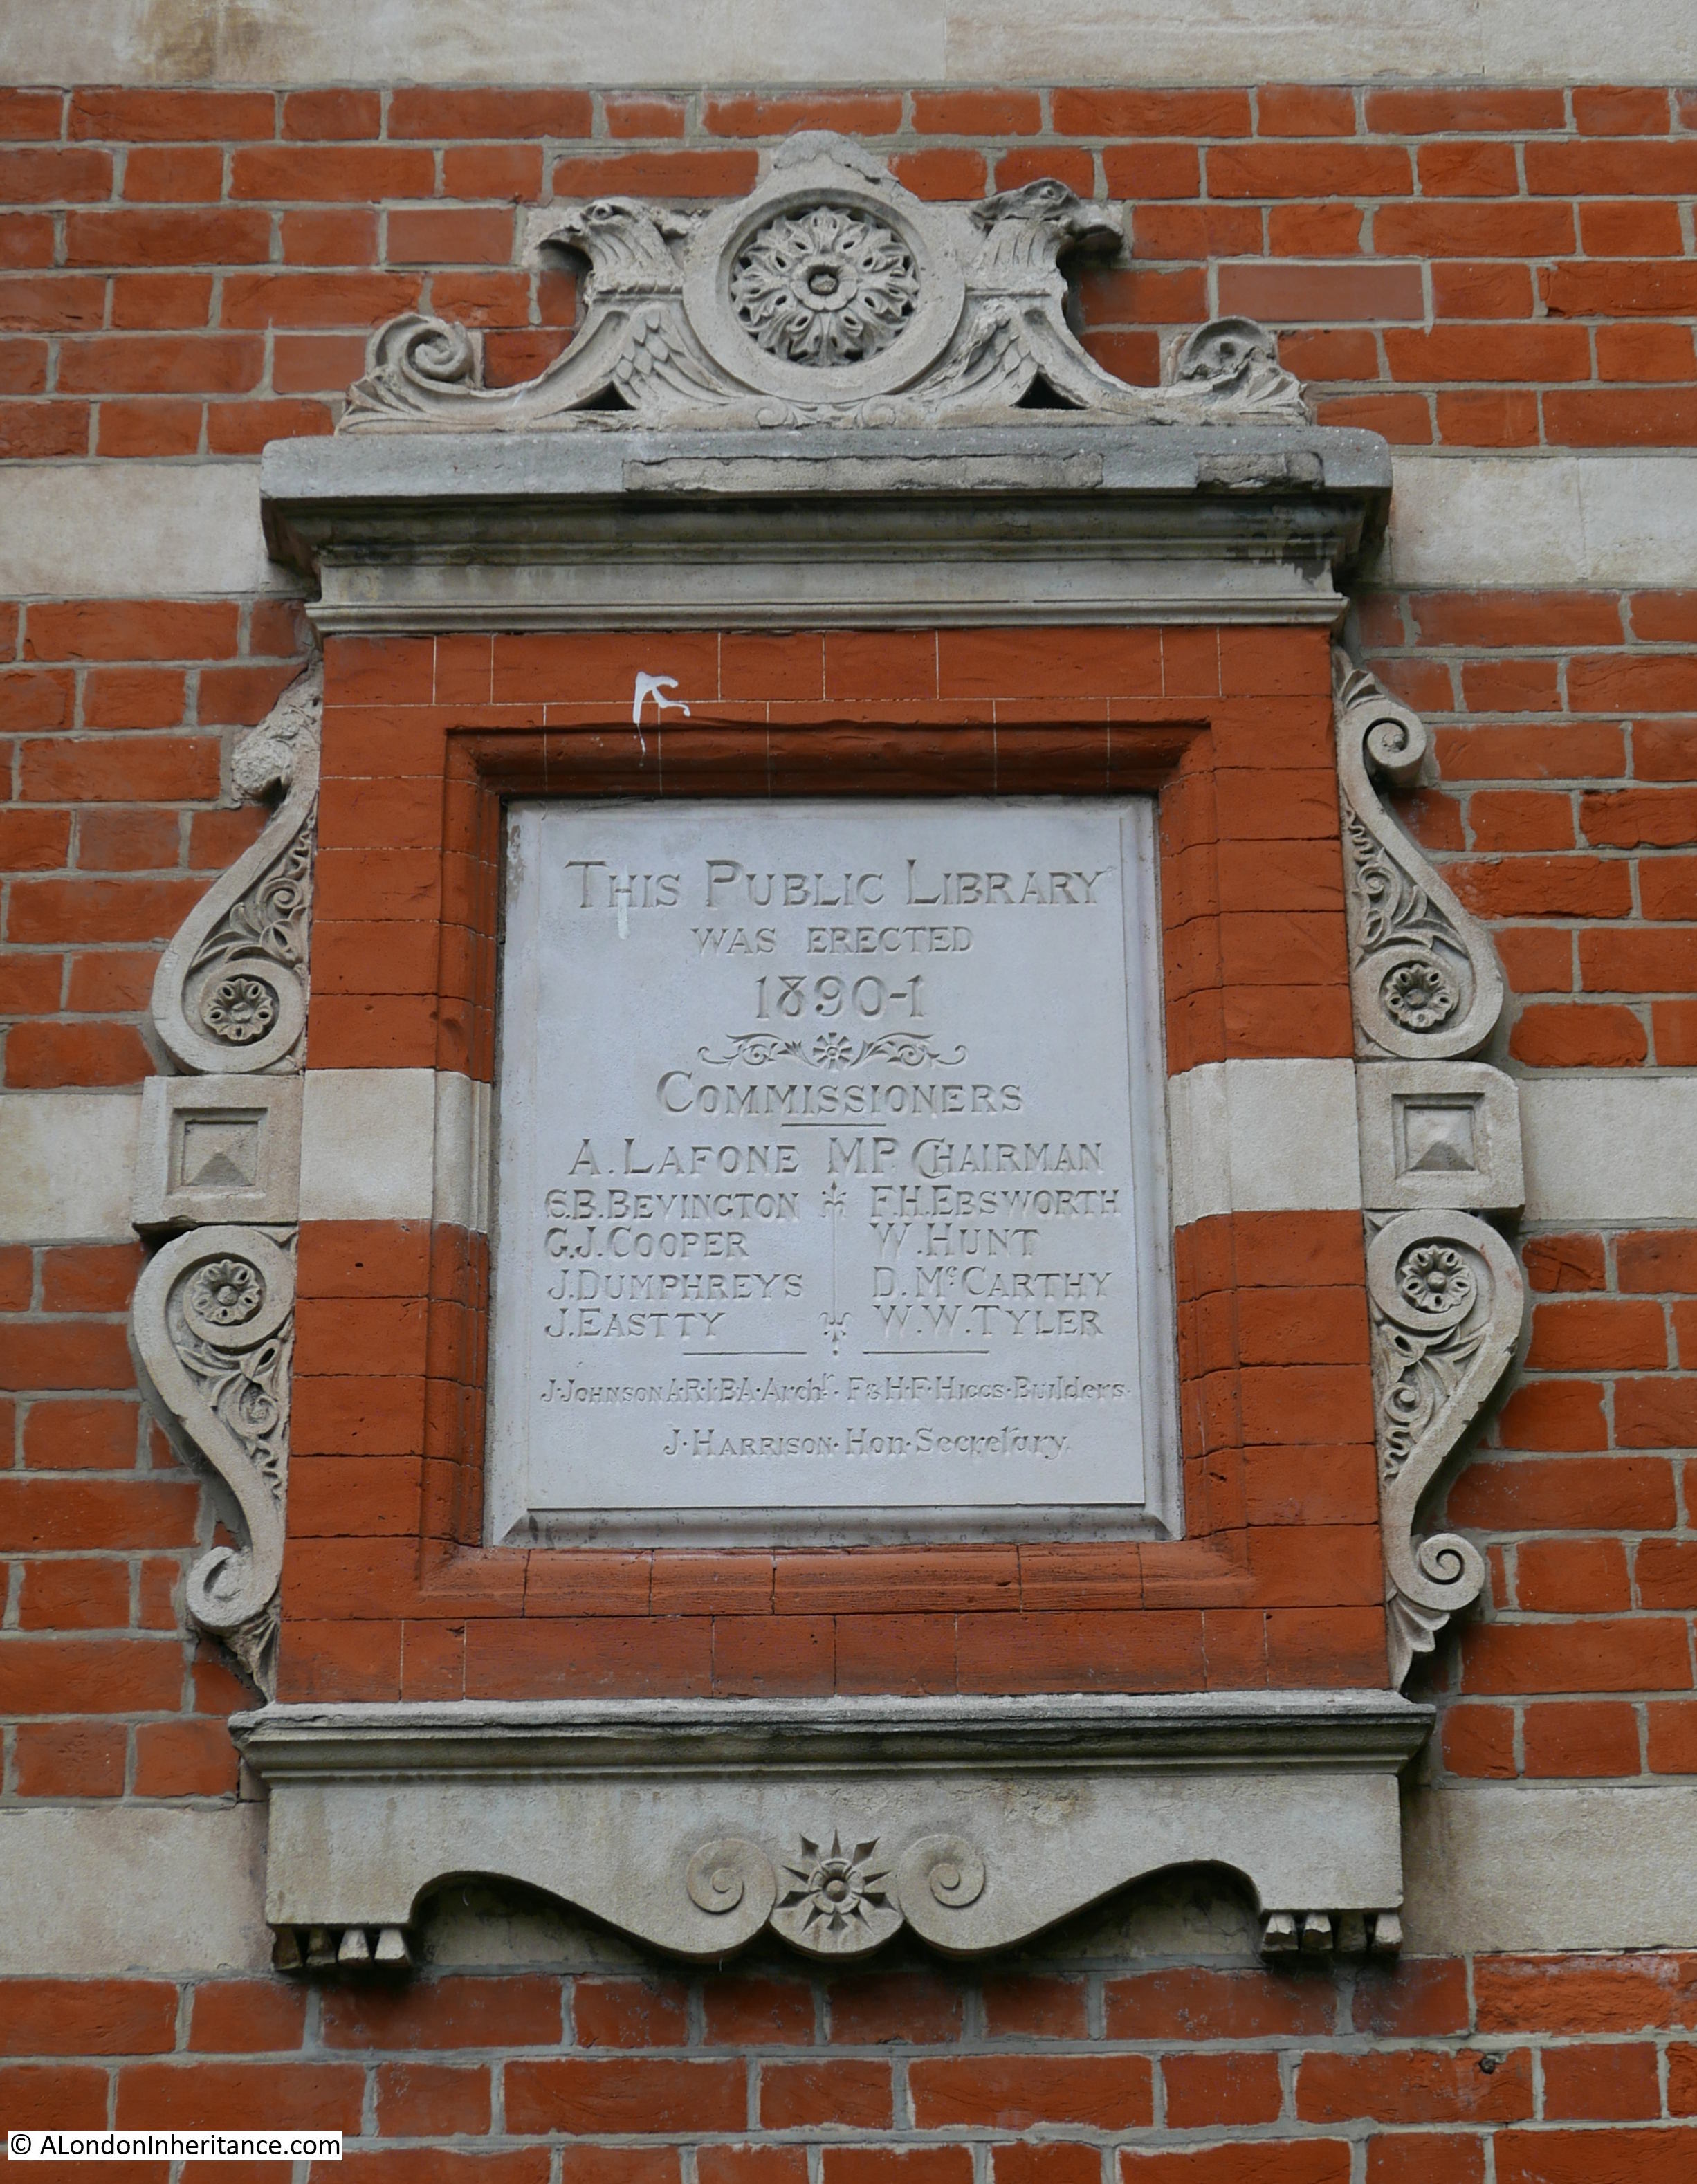 THIS PUBLIC LIBRARY
WAS ERECTED
1890-1
COMMISSIONERS
A. LAFONE MP. CHAIRMAN
S.B. BEVINGTON F.H. EBSWORTH
G.J. COOPER W. HUNT
J. DUMPHREYS D. McCARTHY
J. EASTTY W.W. TYLER
J·JOHNSON A·R·I·B·A·Archt. F&H·F·HIGGS·Builders·
J·HARRISON·Hon·Secretary.
© ALondonInheritance.com